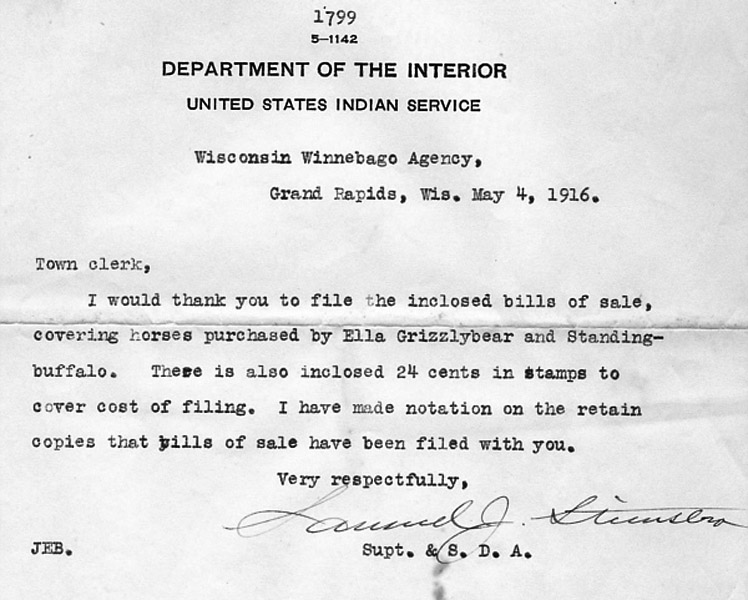 1799
5—1142
DEPARTMENT OF THE INTERIOR
UNITED STATES INDIAN SERVICE
Wisconsin Winnebago Agency,
Grand Rapids, Wis. May 4, 1916.
Town clerk,
I would thank you to file the inclosed bills of sale,
covering horses purchased by Ella Grizzlybear and Standing-
buffalo. There is also inclosed 24 cents in stamps to
cover cost of filing. I have made notation on the retain
copies that bills of sale have been filed with you.
Very respectfully,
Samuel J.
JEB.
Supt. & S. D. A.